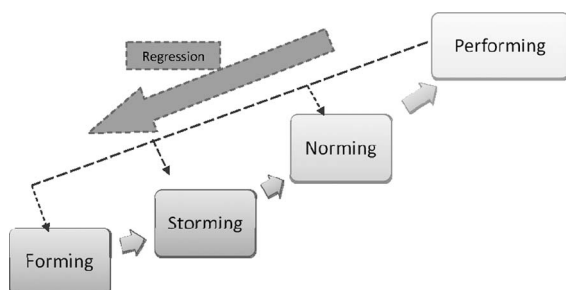 Performing
Regression
Norming
Storming
Forming